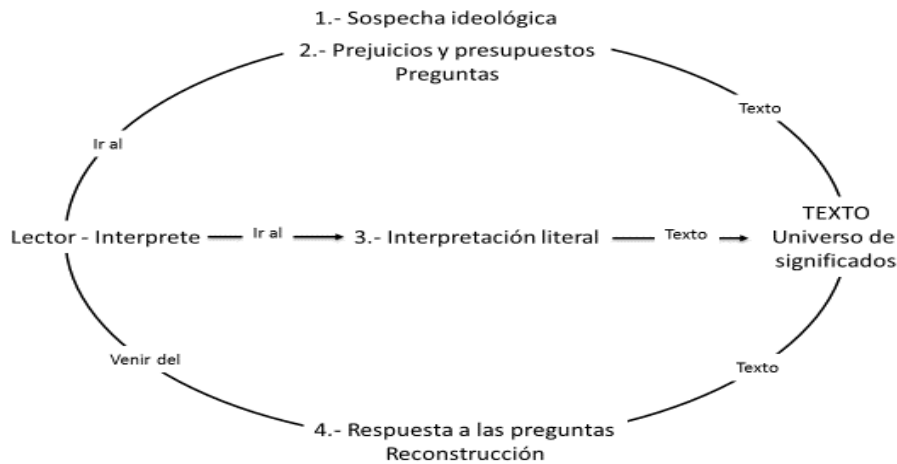 1.- Sospecha ideológica
2.- Prejuicios y presupuestos
Preguntas
Ir al
Texto
Lector - Interprete
Ir al
3.- Interpretación literal
Texto
TEXTO
Universo de
significados
Venir del
Texto
4.- Respuesta a las preguntas
Reconstrucción